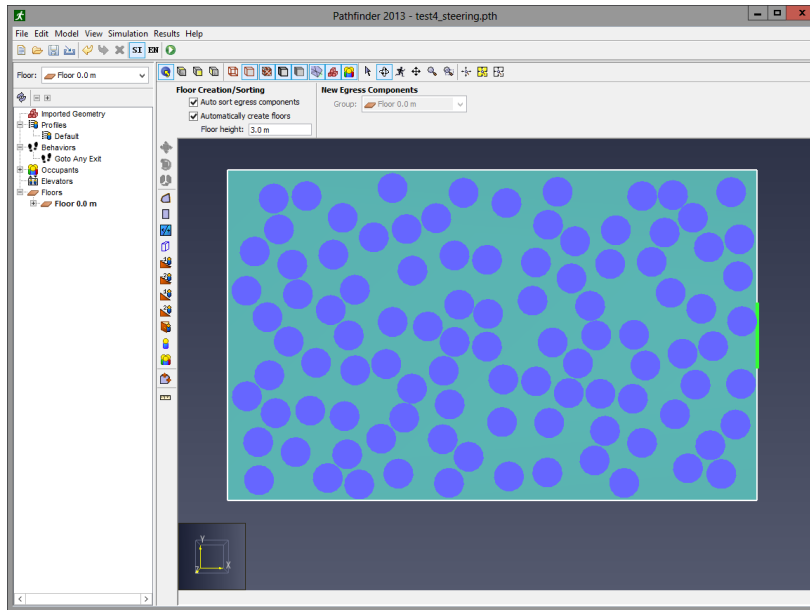 Pathfinder 2013 - test4_steering.pth
File Edit Model View Simulation Results Help
SI EN
Floor: Floor 0.0 m
Floor Creation/Sorting
Auto sort egress components
Automatically create floors
Floor height: 3.0 m
New Egress Components
Group: Floor 0.0 m
Imported Geometry
Profiles
Default
Behaviors
Goto Any Exit
Occupants
Elevators
Floors
Floor 0.0 m
Y
X
Z